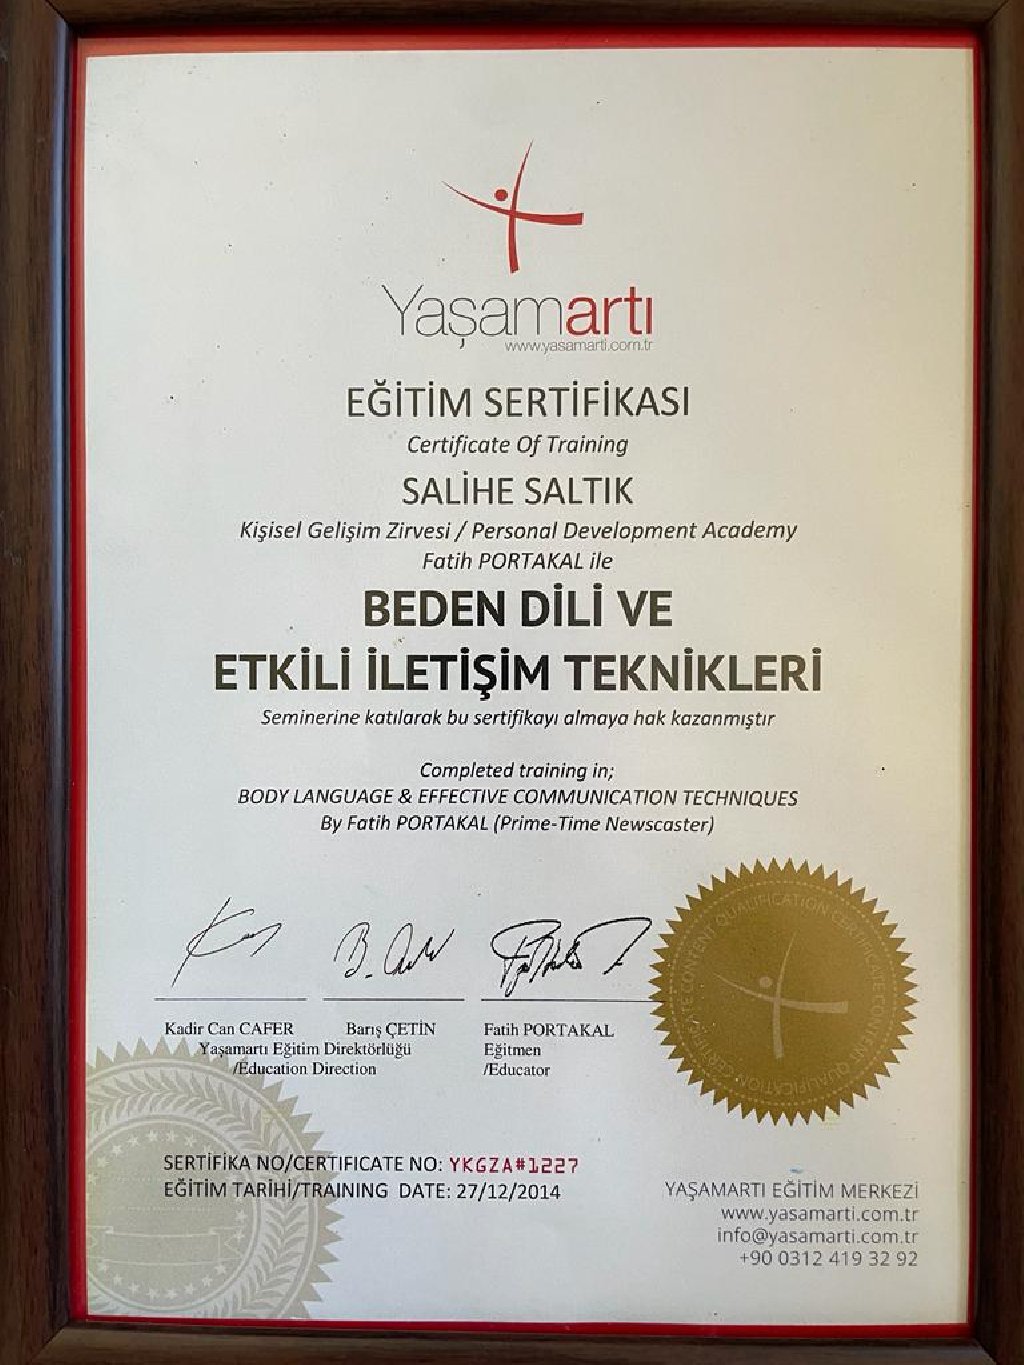 Yaşamartı
www.yasamarti.com.tr
EĞİTİM SERTİFİKASI
Certificate Of Training
SALİHE SALTIK
Kişisel Gelişim Zirvesi / Personal Development Academy
Fatih PORTAKAL ile
BEDEN DİLİ VE
ETKİLİ İLETİŞİM TEKNİKLERİ
Seminerine katılarak bu sertifikayı almaya hak kazanmıştır
Completed training in;
BODY LANGUAGE & EFFECTIVE COMMUNICATION TECHNIQUES
By Fatih PORTAKAL (Prime-Time Newscaster)
Kadir Can CAFER Barış ÇETİN Fatih PORTAKAL
Yaşamartı Eğitim Direktörlüğü Eğitmen
/Education Direction /Educator
SERTİFİKA NO/CERTIFICATE NO: YKGZA#1227
EĞİTİM TARİHİ/TRAINING DATE: 27/12/2014
YAŞAMARTI EĞİTİM MERKEZİ
www.yasamarti.com.tr
info@yasamarti.com.tr
+90 0312 419 32 92